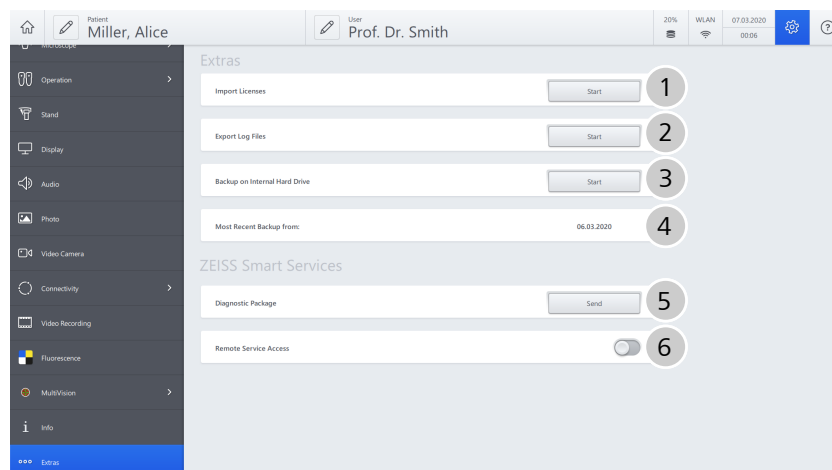 Patient
Miller, Alice
User
Prof. Dr. Smith
20%
WLAN
07.03.2020
00:06
?
Microscope
Operation
Stand
Display
Audio
Photo
Video Camera
Connectivity
Video Recording
Fluorescence
MultiVision
i Info
Extras
Extras
Import Licenses Start 1
Export Log Files Start 2
Backup on Internal Hard Drive Start 3
Most Recent Backup from: 06.03.2020 4
ZEISS Smart Services
Diagnostic Package Send 5
Remote Service Access 6